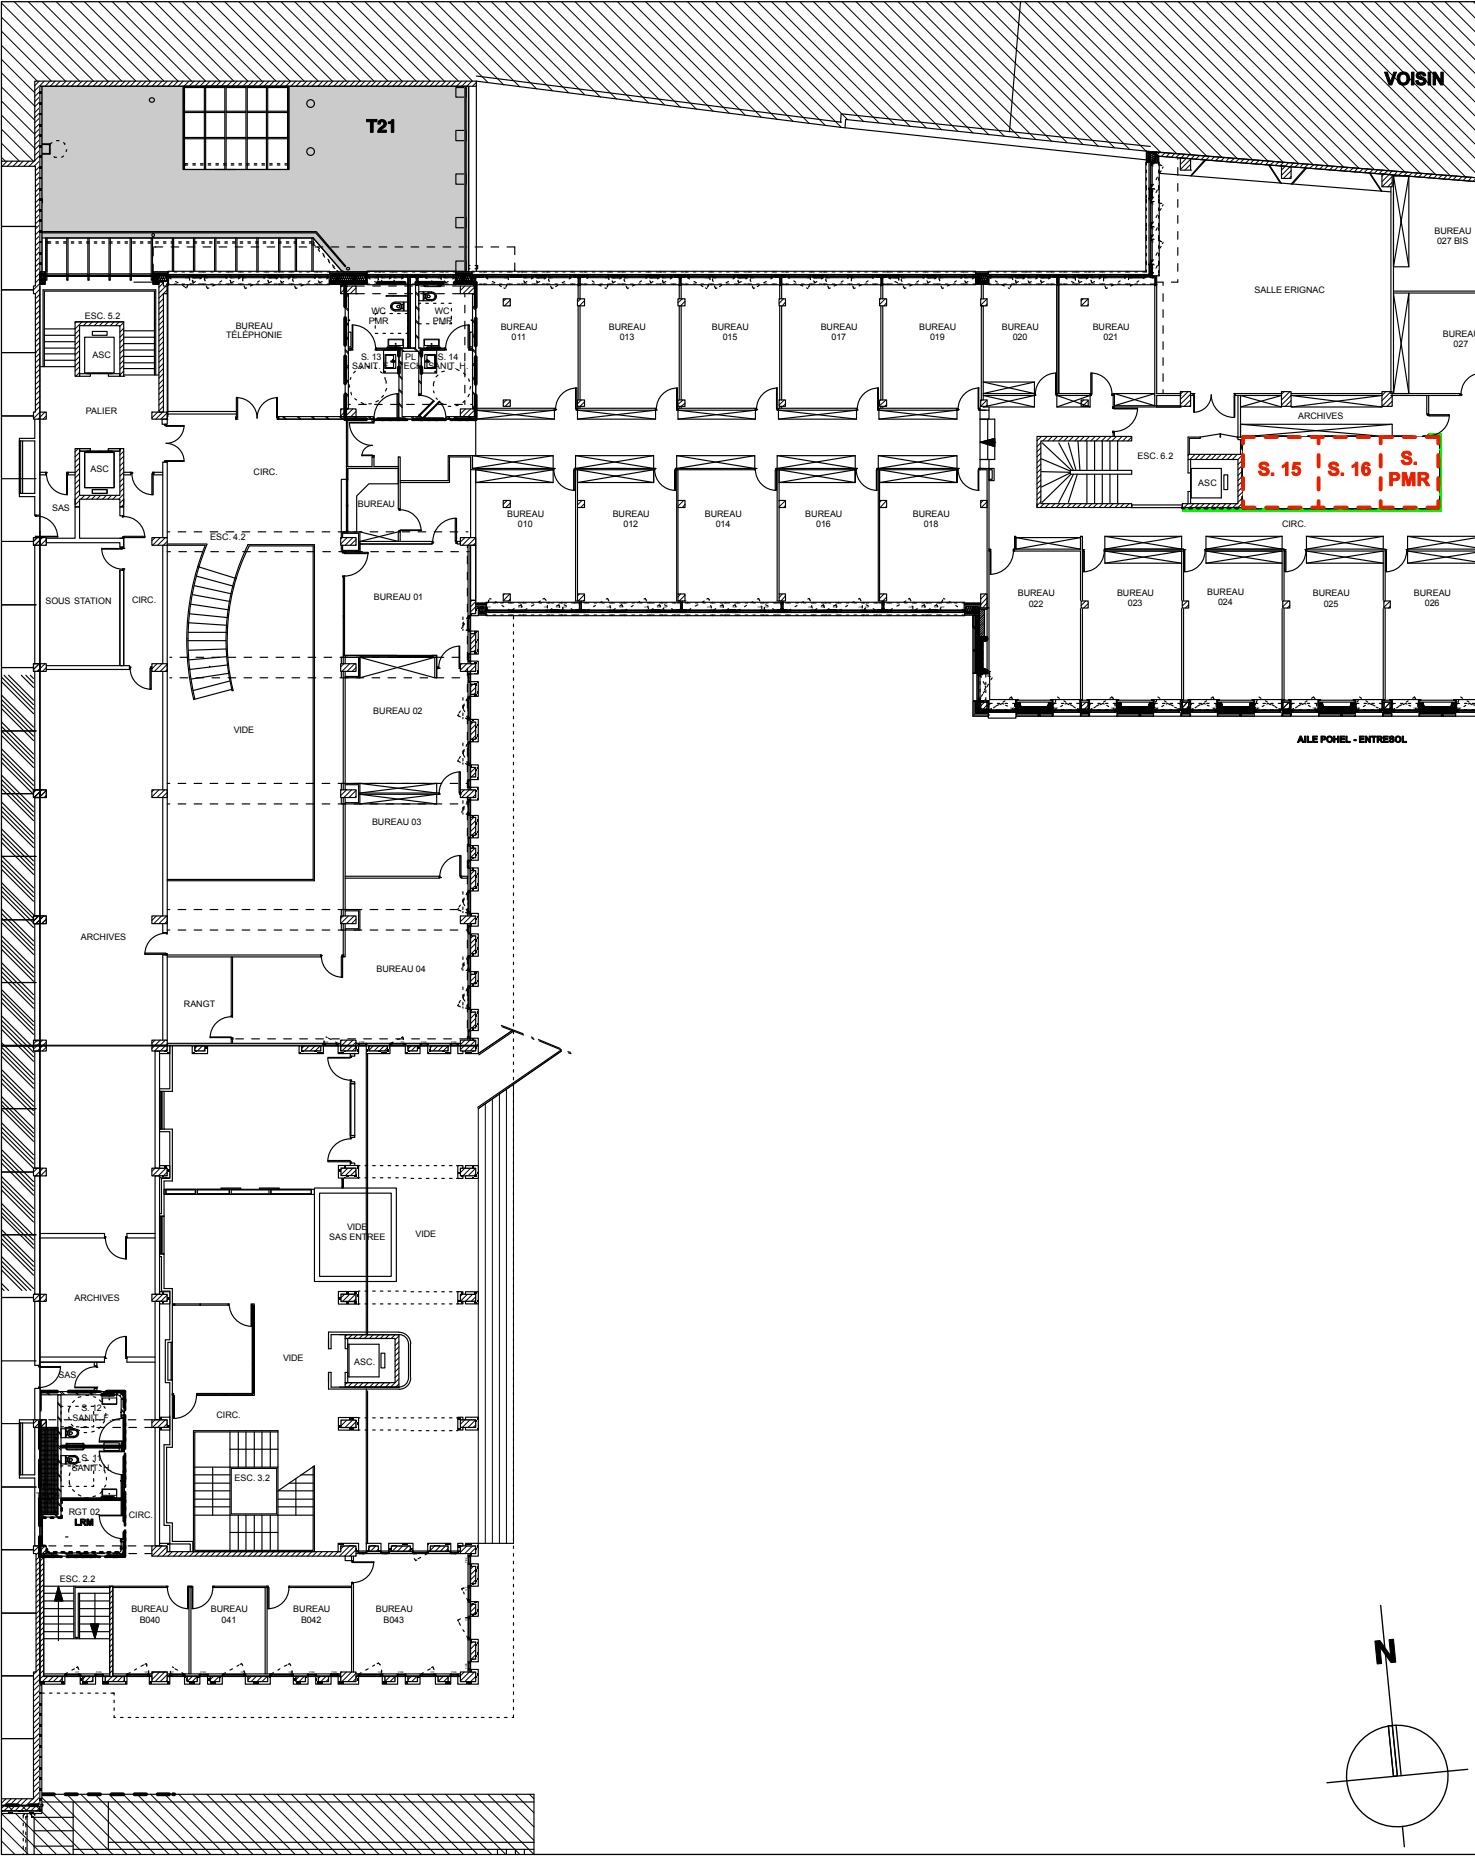 VOISIN
T21
BUREAU
027 BIS
SALLE ERIGNAC
ESC. 5.2
ASC
BUREAU
TÉLÉPHONIE
WC
PMR
WC
PMR
S. 13
SANIT.
PL
S. 14
SANIT. H.
BUREAU
011
BUREAU
013
BUREAU
015
BUREAU
017
BUREAU
019
BUREAU
020
BUREAU
021
BUREAU
027
PALIER
ARCHIVES
ASC
CIRC.
ESC. 6.2
ASC
S. 15
S. 16
S.
PMR
SAS
BUREAU
BUREAU
010
BUREAU
012
BUREAU
014
BUREAU
016
BUREAU
018
CIRC.
ESC. 4.2
SOUS STATION
CIRC.
BUREAU 01
BUREAU
022
BUREAU
023
BUREAU
024
BUREAU
025
BUREAU
026
BUREAU 02
VIDE
AILE POHEL - ENTRESOL
BUREAU 03
ARCHIVES
BUREAU 04
RANGT
VIDE
SAS ENTREE
VIDE
ARCHIVES
VIDE
ASC.
SAS
S. 12
SANIT. F
CIRC.
S. 11
SANIT. H
ESC. 3.2
RGT 02
LRM
CIRC.
ESC. 2.2
BUREAU
B040
BUREAU
041
BUREAU
B042
BUREAU
B043
N